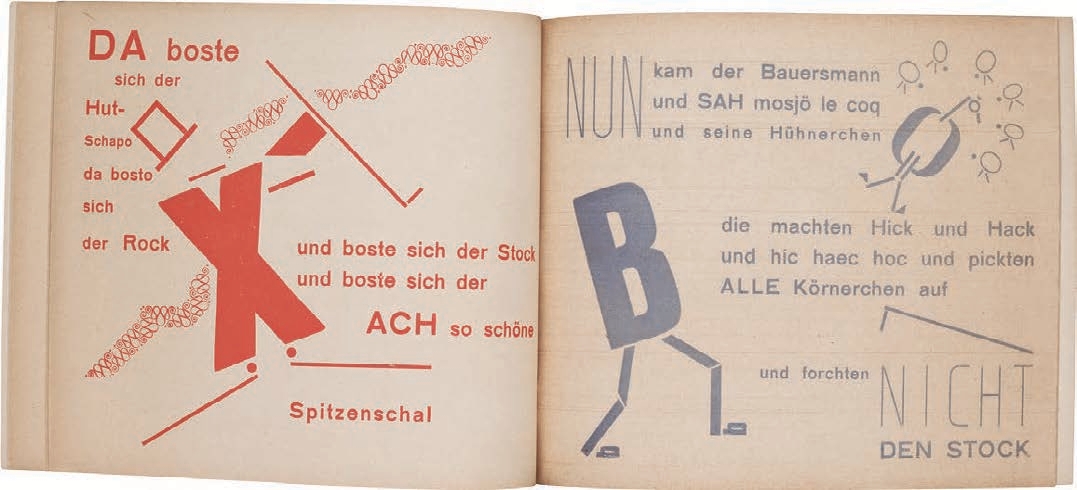 DA boste
sich der
Hut-
Schapo
da bosto
sich
der Rock
X
und boste sich der Stock
und boste sich der
ACH so schöne
Spitzenschal
NUN kam der Bauersmann
und SAH mosjö le coq
und seine Hühnerchen
B
die machten Hick und Hack
und hic haec hoc und pickten
ALLE Körnerchen auf
und forchten NICHT
DEN STOCK